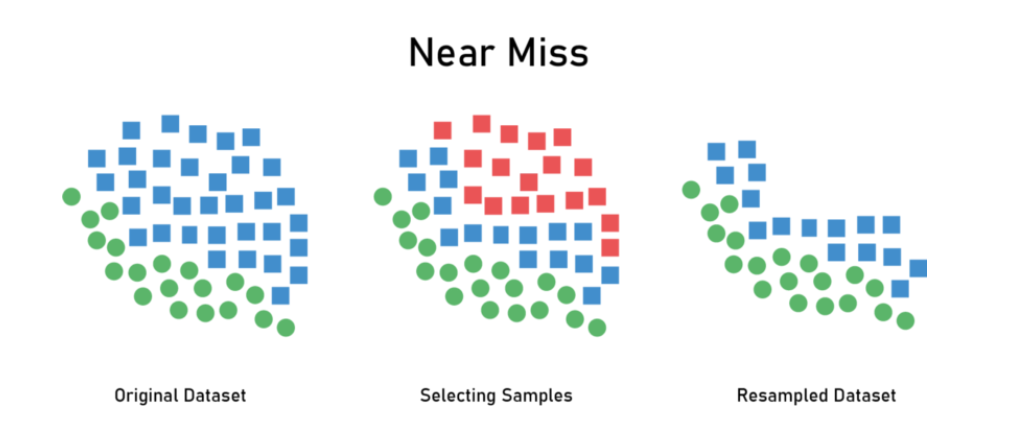 Near Miss
Original Dataset
Selecting Samples
Resampled Dataset